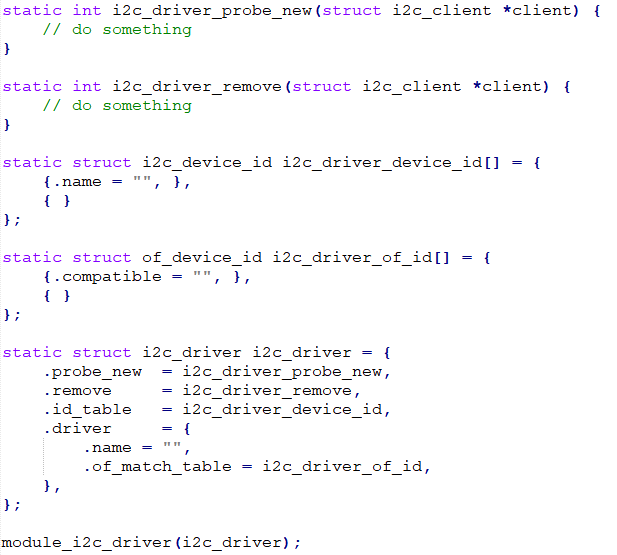 static int i2c_driver_probe_new(struct i2c_client *client) {
    // do something
}

static int i2c_driver_remove(struct i2c_client *client) {
    // do something
}

static struct i2c_device_id i2c_driver_device_id[] = {
    {.name = "", },
    { }
};

static struct of_device_id i2c_driver_of_id[] = {
    {.compatible = "", },
    { }
};

static struct i2c_driver i2c_driver = {
    .probe_new  = i2c_driver_probe_new,
    .remove     = i2c_driver_remove,
    .id_table   = i2c_driver_device_id,
    .driver     = {
        .name = "",
        .of_match_table = i2c_driver_of_id,
    },
};

module_i2c_driver(i2c_driver);